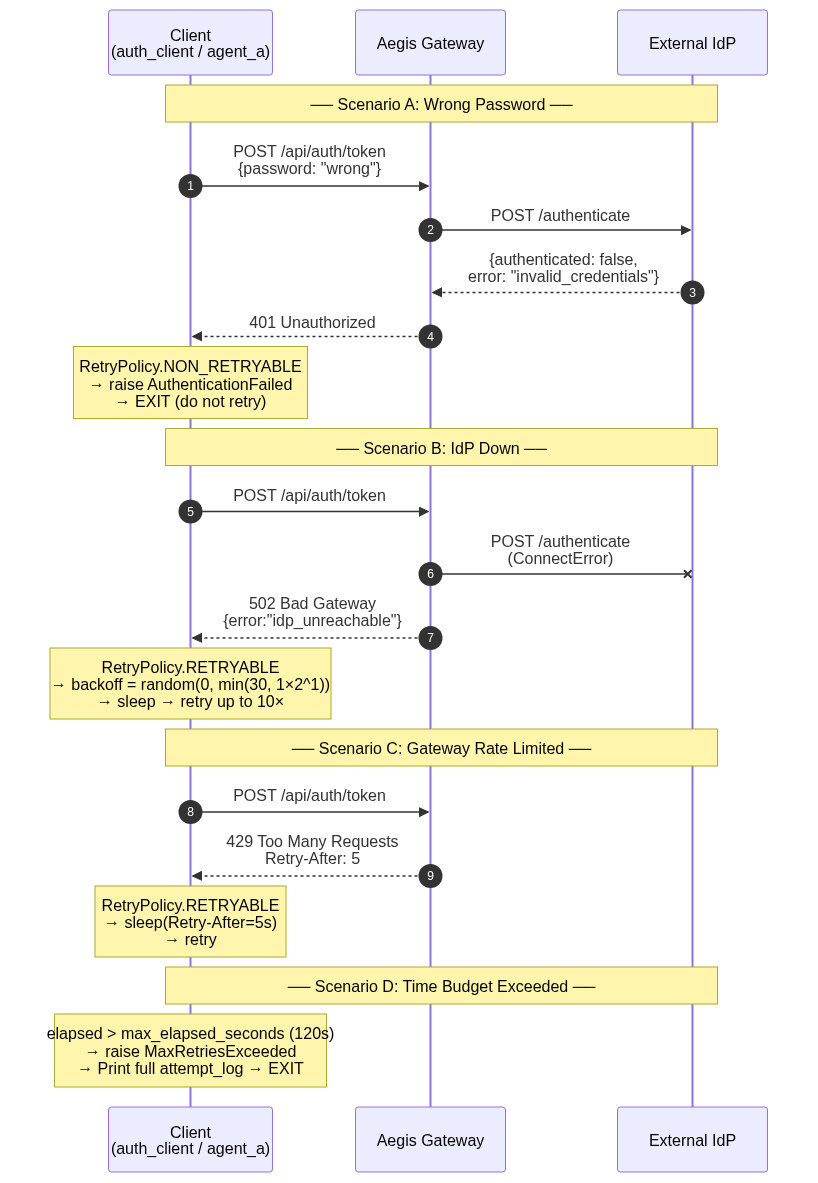 Client
(auth_client / agent_a)
Aegis Gateway
External IdP
── Scenario A: Wrong Password ──
POST /api/auth/token
{password: "wrong"}
1
2
POST /authenticate
{authenticated: false,
error: "invalid_credentials"}
3
401 Unauthorized
4
RetryPolicy.NON_RETRYABLE
→ raise AuthenticationFailed
→ EXIT (do not retry)
── Scenario B: IdP Down ──
POST /api/auth/token
5
POST /authenticate
(ConnectError)
6
502 Bad Gateway
{error:"idp_unreachable"}
7
RetryPolicy.RETRYABLE
→ backoff = random(0, min(30, 1×2^1))
→ sleep → retry up to 10×
── Scenario C: Gateway Rate Limited ──
POST /api/auth/token
8
429 Too Many Requests
Retry-After: 5
9
RetryPolicy.RETRYABLE
→ sleep(Retry-After=5s)
→ retry
── Scenario D: Time Budget Exceeded ──
elapsed > max_elapsed_seconds (120s)
→ raise MaxRetriesExceeded
→ Print full attempt_log → EXIT
Client
(auth_client / agent_a)
Aegis Gateway
External IdP